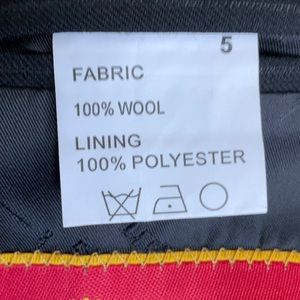 5
FABRIC
100% WOOL
LINING
100% POLYESTER